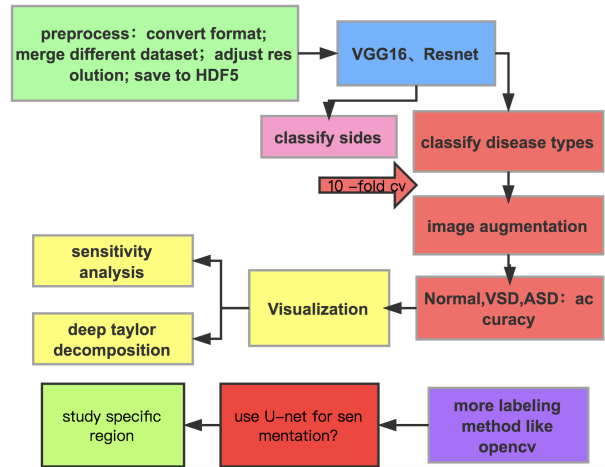 preprocess：convert format;
merge different dataset；adjust res
olution; save to HDF5
VGG16、Resnet
classify sides
classify disease types
10 –fold cv
image augmentation
sensitivity
analysis
Visualization
Normal,VSD,ASD：ac
curacy
deep taylor
decomposition
study specific
region
use U–net for sen
mentation?
more labeling
method like
opencv